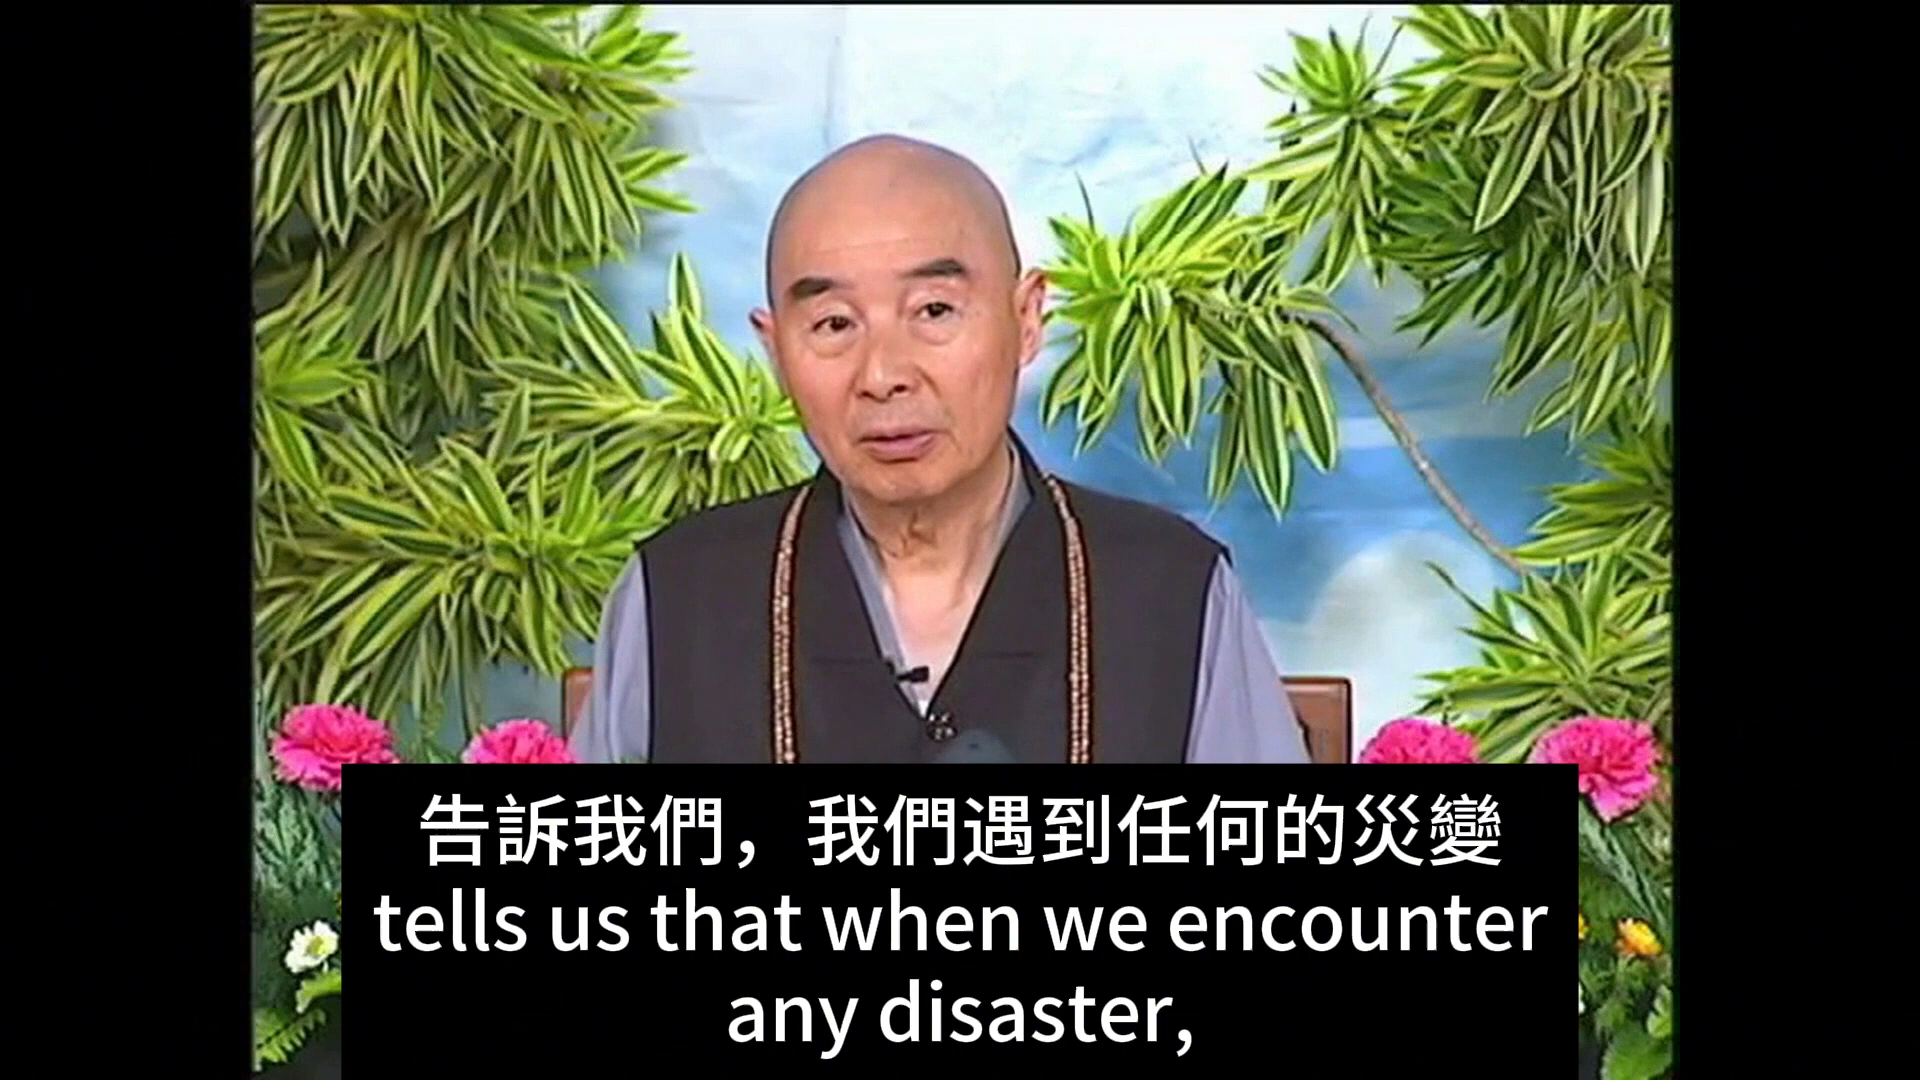 告訴我們，我們遇到任何的災變
tells us that when we encounter
any disaster,